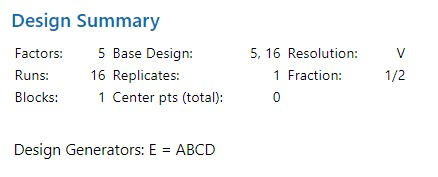 Design Summary
Factors: 5 Base Design: 5, 16 Resolution: V
Runs: 16 Replicates: 1 Fraction: 1/2
Blocks: 1 Center pts (total): 0
Design Generators: E = ABCD